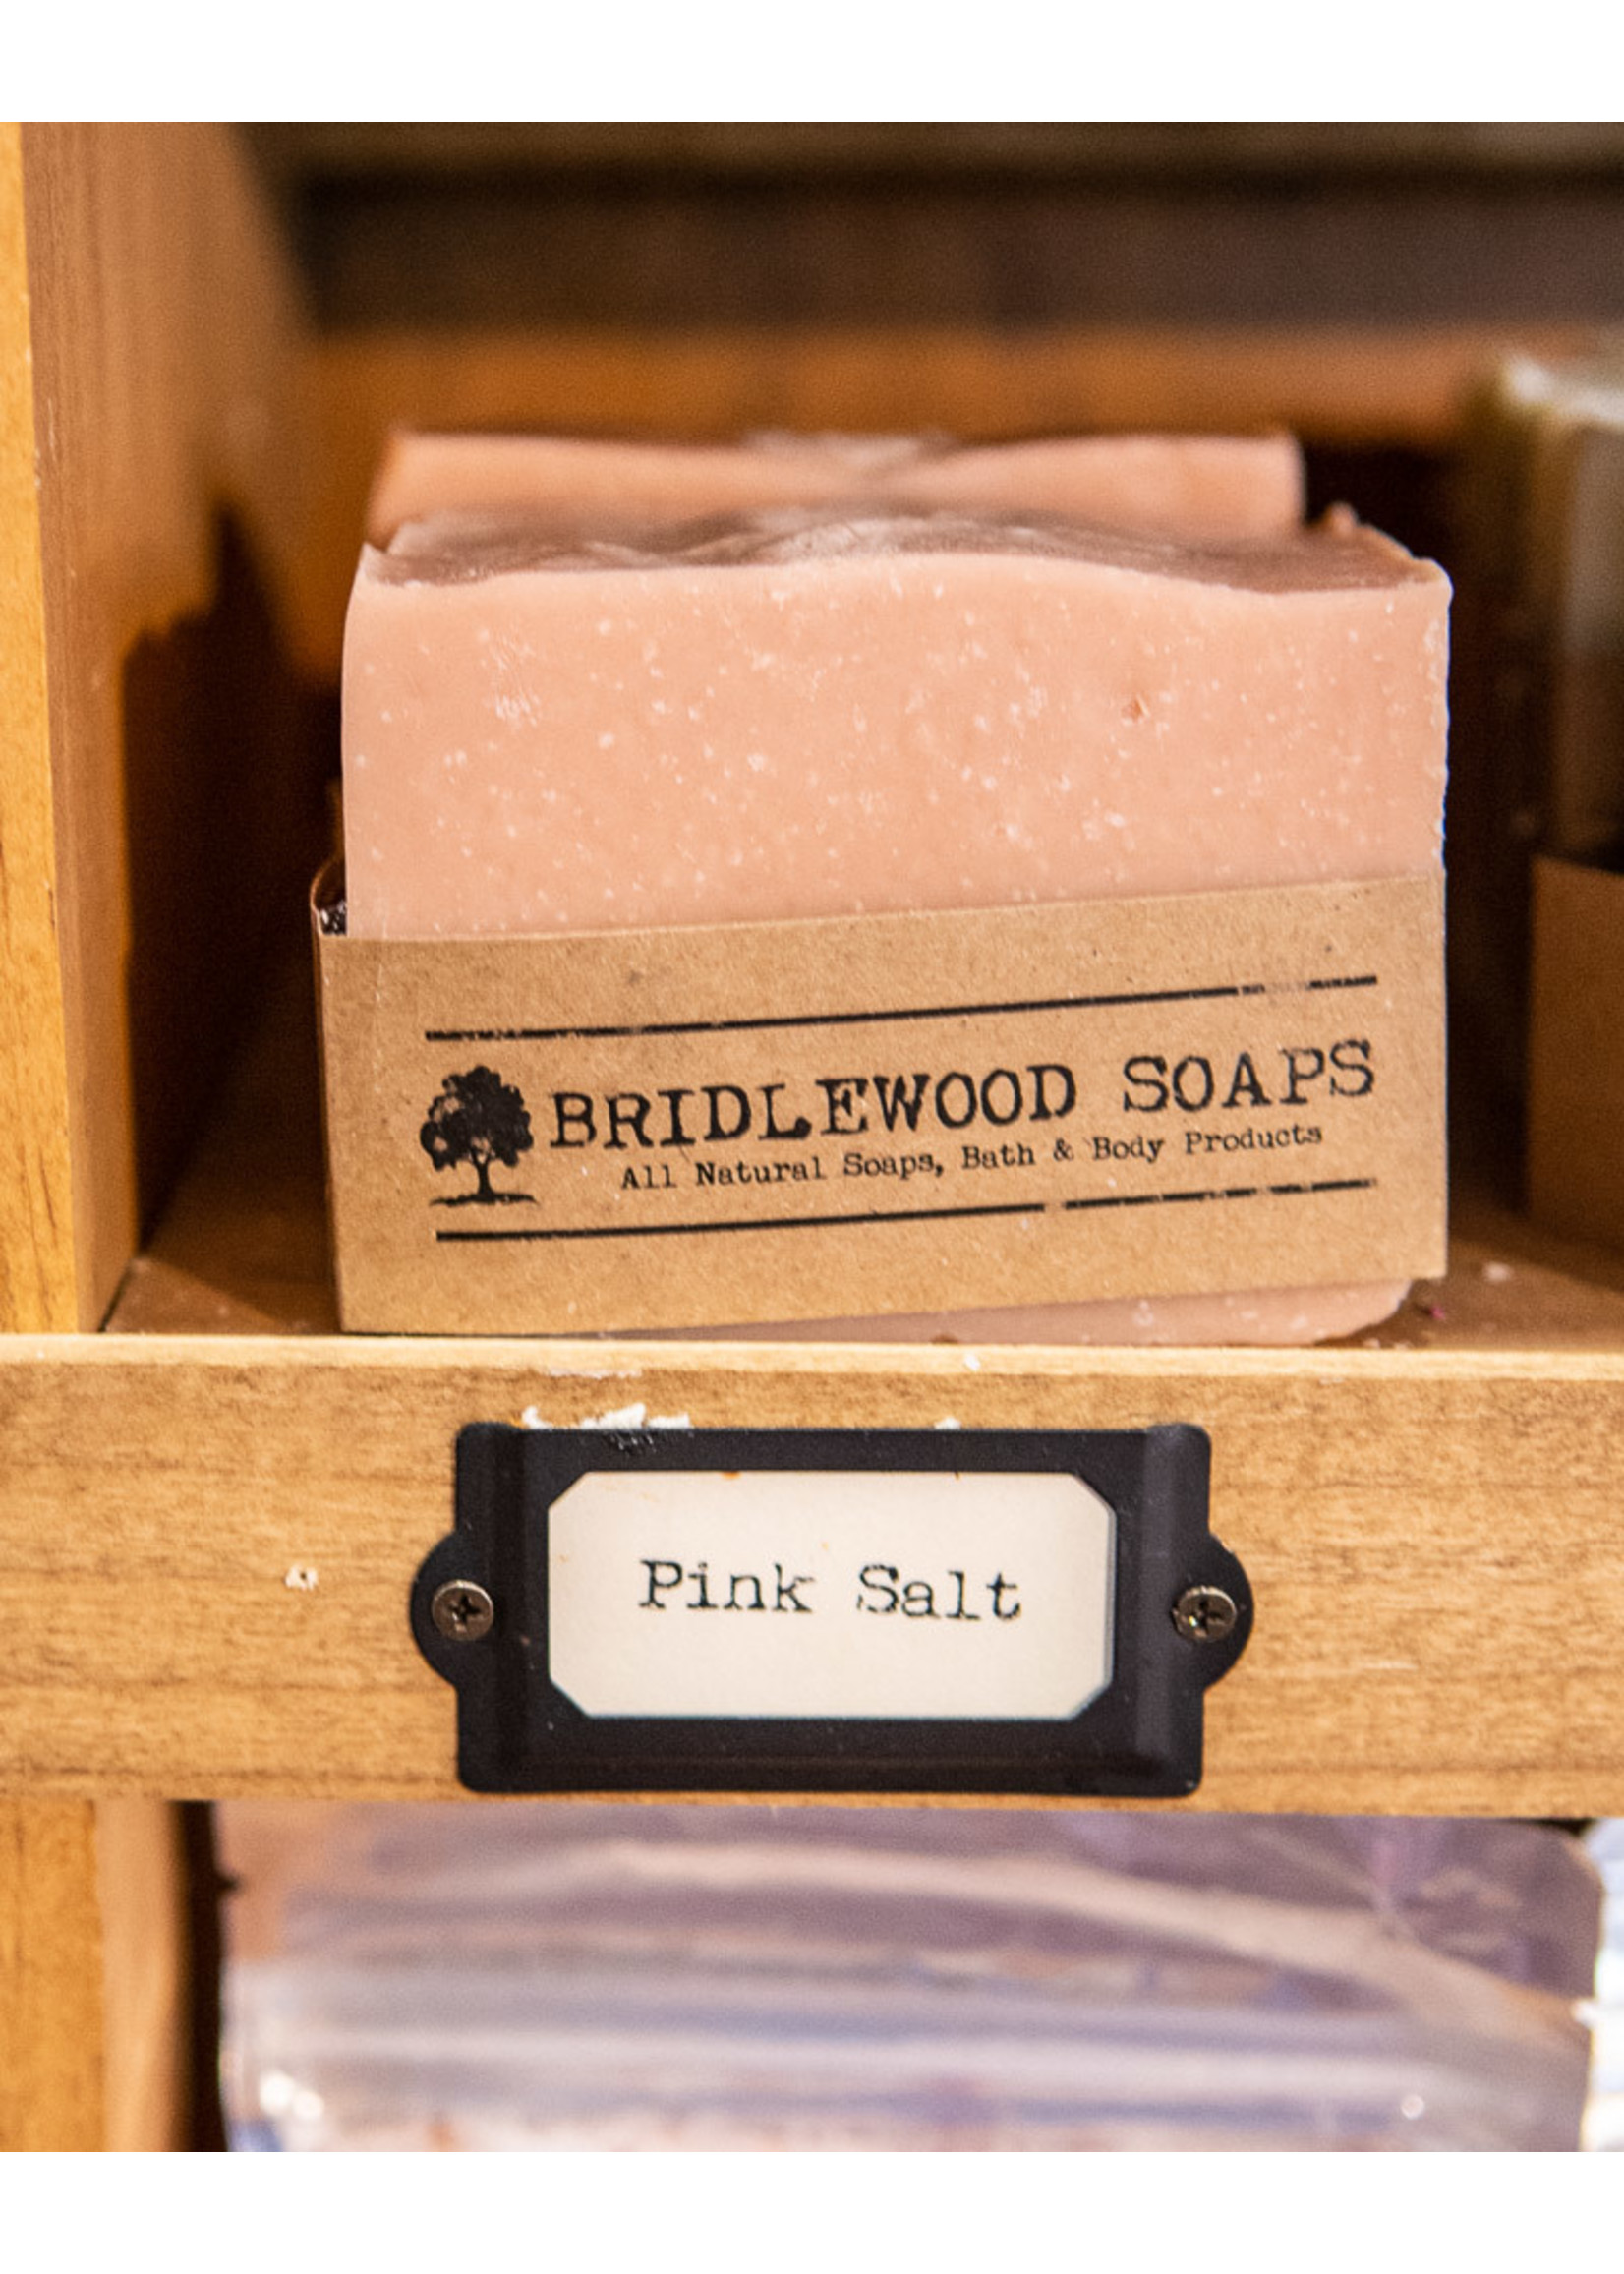 BRIDLEWOOD SOAPS
All Natural Soaps, Bath & Body Products
Pink Salt